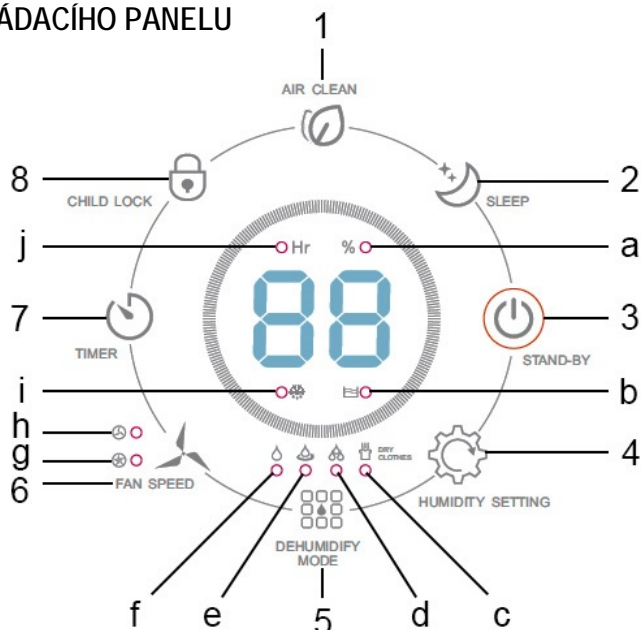 ÁDACÍHO PANELU
1
AIR CLEAN
8
CHILD LOCK
2
SLEEP
j
Hr
%
a
88
7
TIMER
3
STAND-BY
i
b
h
g
6
FAN SPEED
DRY
CLOTHES
4
HUMIDITY SETTING
DEHUMIDIFY
MODE
f
e
5
d
c